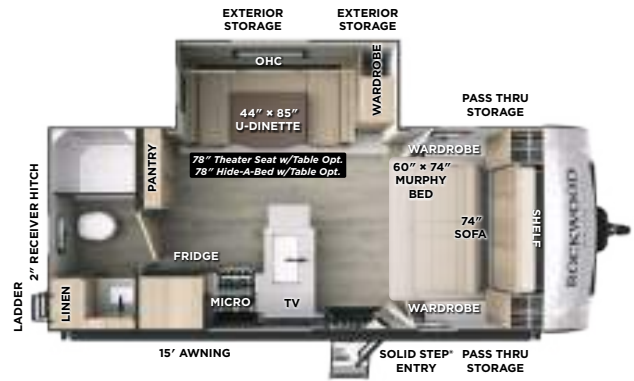 EXTERIOR
STORAGE
EXTERIOR
STORAGE
OHC
WARDROBE
44" × 85"
U-DINETTE
PASS THRU
STORAGE
WARDROBE
78" Theater Seat w/Table Opt.
78" Hide-A-Bed w/Table Opt.
PANTRY
60" × 74"
MURPHY
BED
74"
SOFA
SHELF
ROCKWOOD
2" RECEIVER HITCH
FRIDGE
LADDER
LINEN
MICRO
TV
WARDROBE
15' AWNING
SOLID STEP®
ENTRY
PASS THRU
STORAGE